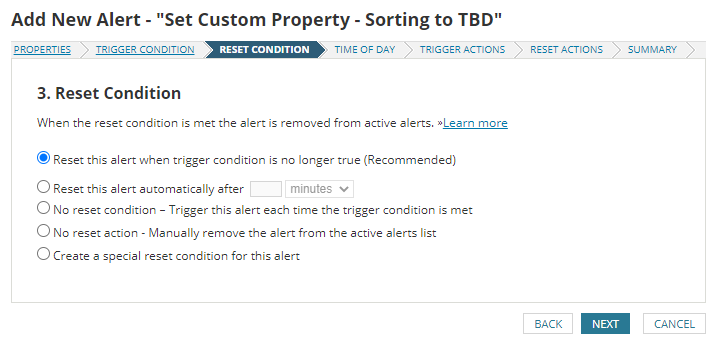 Add New Alert - "Set Custom Property - Sorting to TBD"
PROPERTIES TRIGGER CONDITION RESET CONDITION TIME OF DAY TRIGGER ACTIONS RESET ACTIONS SUMMARY
3. Reset Condition
When the reset condition is met the alert is removed from active alerts. »Learn more
Reset this alert when trigger condition is no longer true (Recommended)
Reset this alert automatically after minutes
No reset condition – Trigger this alert each time the trigger condition is met
No reset action - Manually remove the alert from the active alerts list
Create a special reset condition for this alert
BACK NEXT CANCEL